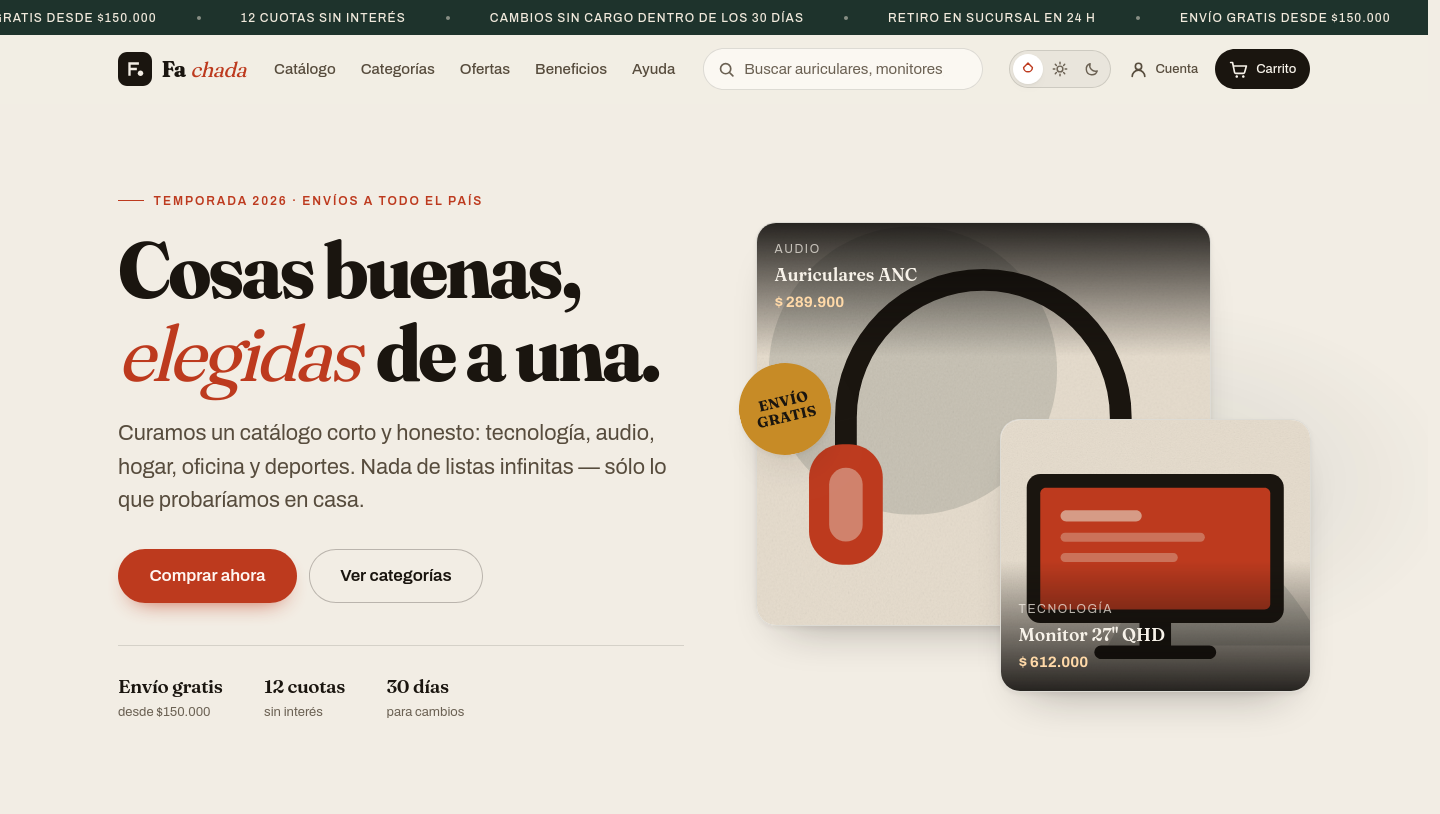 GRATIS DESDE $150.000 • 12 CUOTAS SIN INTERÉS • CAMBIOS SIN CARGO DENTRO DE LOS 30 DÍAS • RETIRO EN SUCURSAL EN 24 H • ENVÍO GRATIS DESDE $150.000
F. Fa chada Catálogo Categorías Ofertas Beneficios Ayuda Buscar auriculares, monitores Cuenta Carrito
TEMPORADA 2026 · ENVÍOS A TODO EL PAÍS
Cosas buenas,
elegidas de a una.
Curamos un catálogo corto y honesto: tecnología, audio,
hogar, oficina y deportes. Nada de listas infinitas — sólo lo
que probaríamos en casa.
Comprar ahora Ver categorías
Envío gratis 12 cuotas 30 días
desde $150.000 sin interés para cambios
AUDIO
Auriculares ANC
$ 289.900
ENVÍO
GRATIS
TECNOLOGÍA
Monitor 27" QHD
$ 612.000